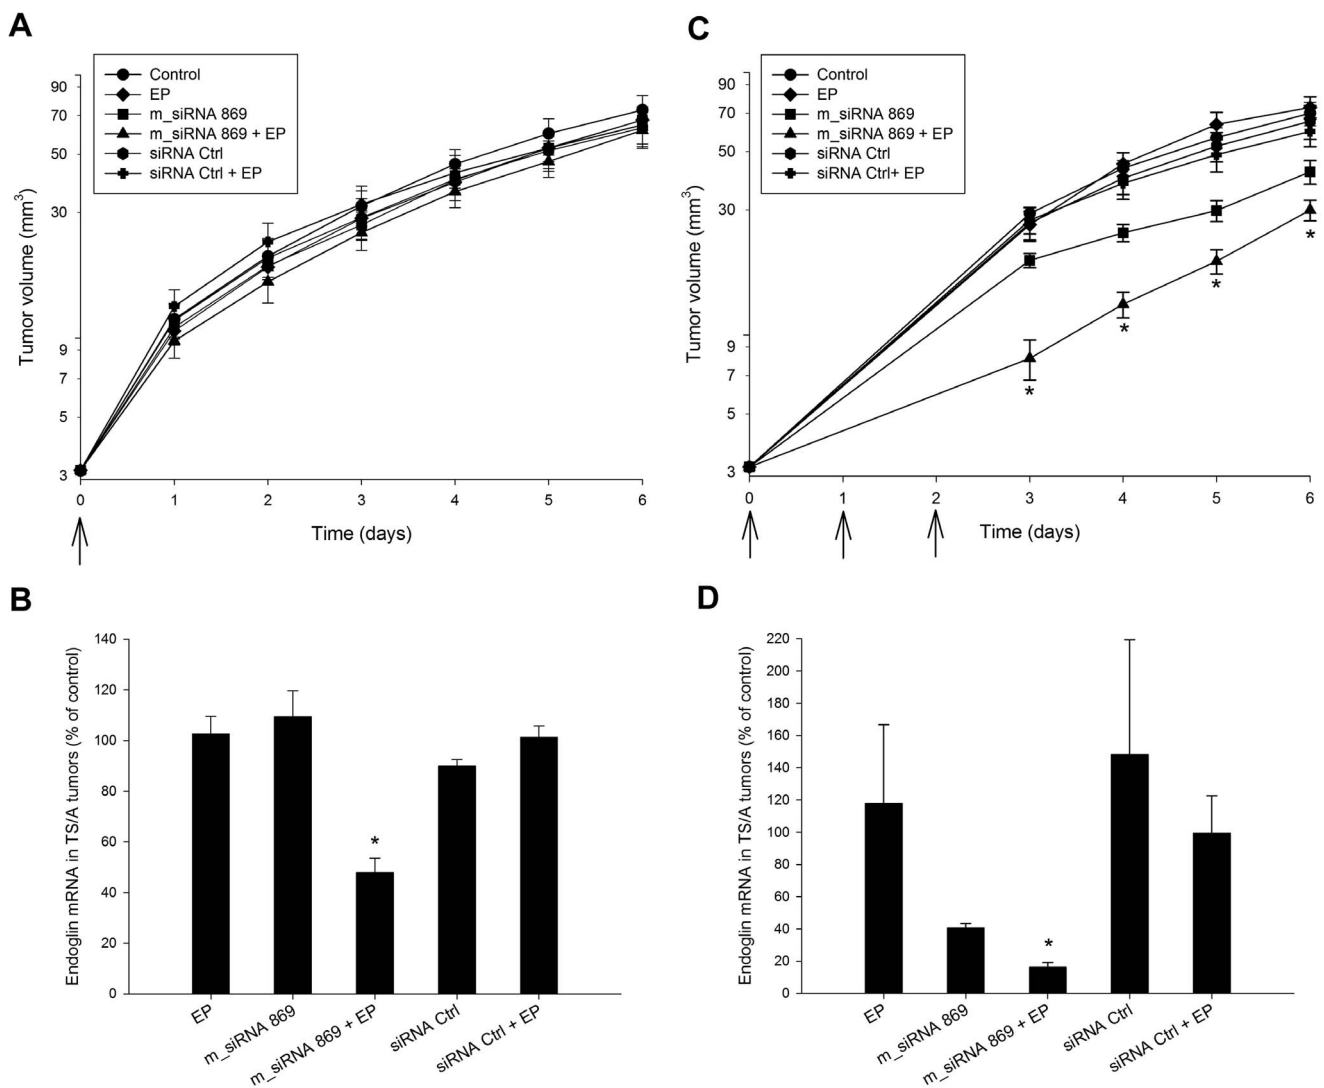 A
Control
EP
m_siRNA 869
m_siRNA 869 + EP
siRNA Ctrl
siRNA Ctrl + EP
Tumor volume (mm³)
90
70
50
30
9
7
5
3
0 1 2 3 4 5 6
Time (days)
C
Control
EP
m_siRNA 869
m_siRNA 869 + EP
siRNA Ctrl
siRNA Ctrl+ EP
Tumor volume (mm³)
90
70
50
30
9
7
5
3
*
*
*
*
0 1 2 3 4 5 6
Time (days)
B
Endoglin mRNA in TS/A tumors (% of control)
140
120
100
80
60
40
20
0
*
EP
m_siRNA 869
m_siRNA 869 + EP
siRNA Ctrl
siRNA Ctrl + EP
D
Endoglin mRNA in TS/A tumors (% of control)
220
200
180
160
140
120
100
80
60
40
20
0
*
EP
m_siRNA 869
m_siRNA 869 + EP
siRNA Ctrl
siRNA Ctrl + EP